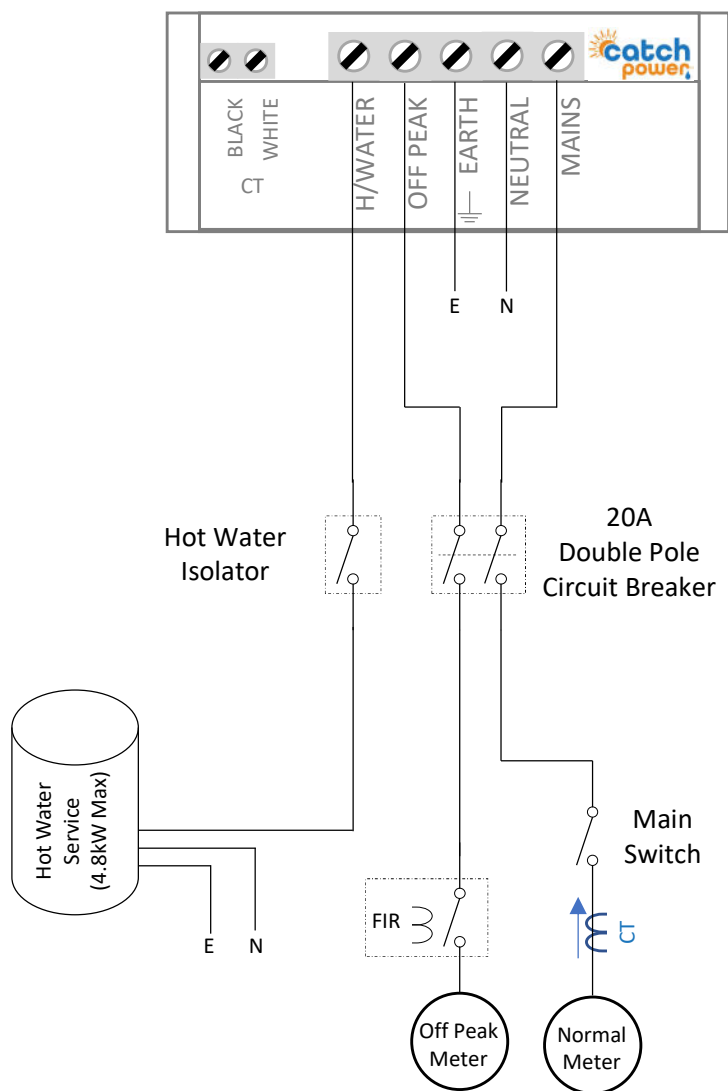 catch
power
BLACK
WHITE
CT
H/WATER
OFF PEAK
EARTH
NEUTRAL
MAINS
E
N
Hot Water
Isolator
20A
Double Pole
Circuit Breaker
Hot Water
Service
(4.8kW Max)
E
N
Main
Switch
FIR
CT
Off Peak
Meter
Normal
Meter